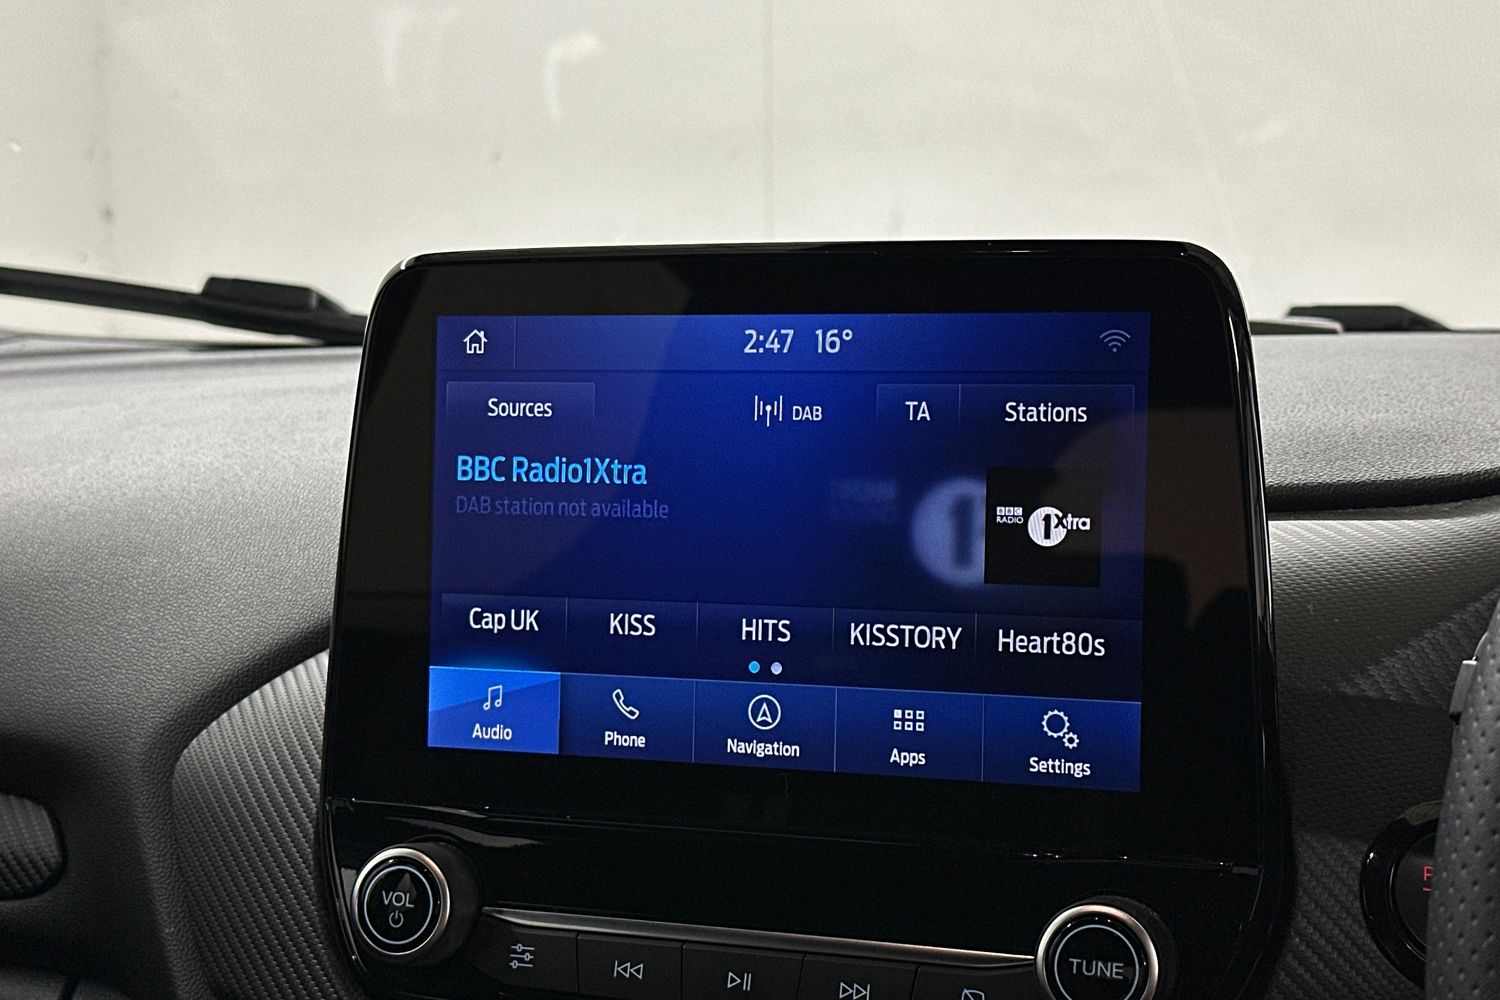 2:47 16°
Sources
DAB
TA
Stations
BBC Radio1Xtra
DAB station not available
BBC
RADIO
1Xtra
Cap UK
KISS
HITS
KISSTORY
Heart80s
Audio
Phone
Navigation
Apps
Settings
VOL
TUNE